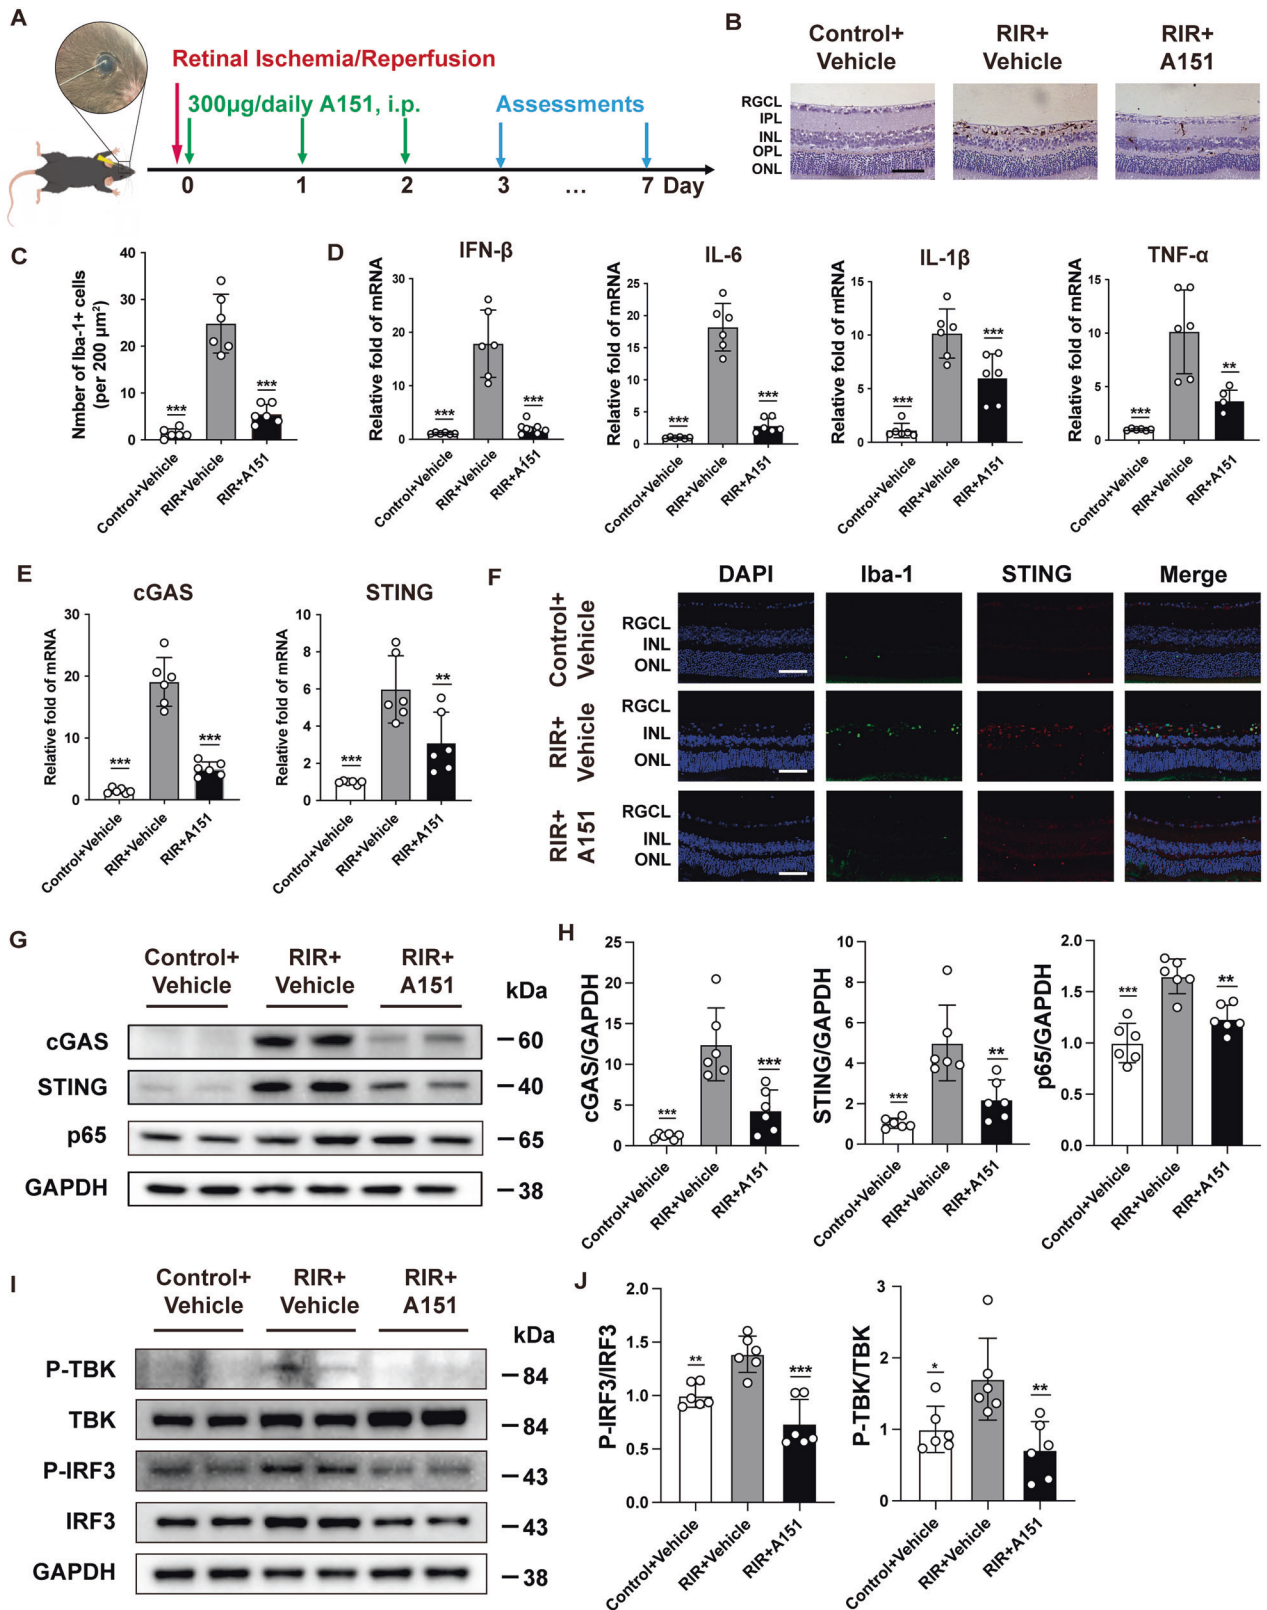 A
Retinal Ischemia/Reperfusion
300μg/daily A151, i.p.
Assessments
0 1 2 3 ... 7 Day
B
Control+ Vehicle
RIR+ Vehicle
RIR+ A151
RGCL
IPL
INL
OPL
ONL
C
Nmber of Iba-1+ cells
(per 200 μm²)
40
30
20
10
0
***
***
Control+Vehicle
RIR+Vehicle
RIR+A151
D
IFN-β
Relative fold of mRNA
30
20
10
0
***
***
Control+Vehicle
RIR+Vehicle
RIR+A151
IL-6
Relative fold of mRNA
25
20
15
10
5
0
***
***
Control+Vehicle
RIR+Vehicle
RIR+A151
IL-1β
Relative fold of mRNA
15
10
5
0
***
***
Control+Vehicle
RIR+Vehicle
RIR+A151
TNF-α
Relative fold of mRNA
15
10
5
0
***
**
Control+Vehicle
RIR+Vehicle
RIR+A151
E
cGAS
Relative fold of mRNA
30
20
10
0
***
***
Control+Vehicle
RIR+Vehicle
RIR+A151
STING
Relative fold of mRNA
10
8
6
4
2
0
***
**
Control+Vehicle
RIR+Vehicle
RIR+A151
F
DAPI Iba-1 STING Merge
Control+
Vehicle
RGCL
INL
ONL
RIR+
Vehicle
RGCL
INL
ONL
RIR+
A151
RGCL
INL
ONL
G
Control+ Vehicle
RIR+ Vehicle
RIR+ A151
kDa
cGAS 60
STING 40
p65 65
GAPDH 38
H
cGAS/GAPDH
25
20
15
10
5
0
***
***
Control+Vehicle
RIR+Vehicle
RIR+A151
STING/GAPDH
10
8
6
4
2
0
***
**
Control+Vehicle
RIR+Vehicle
RIR+A151
p65/GAPDH
2.0
1.5
1.0
0.5
0.0
***
**
Control+Vehicle
RIR+Vehicle
RIR+A151
I
Control+ Vehicle
RIR+ Vehicle
RIR+ A151
kDa
P-TBK 84
TBK 84
P-IRF3 43
IRF3 43
GAPDH 38
J
P-IRF3/IRF3
2.0
1.5
1.0
0.5
0.0
**
***
Control+Vehicle
RIR+Vehicle
RIR+A151
P-TBK/TBK
3
2
1
0
*
**
Control+Vehicle
RIR+Vehicle
RIR+A151